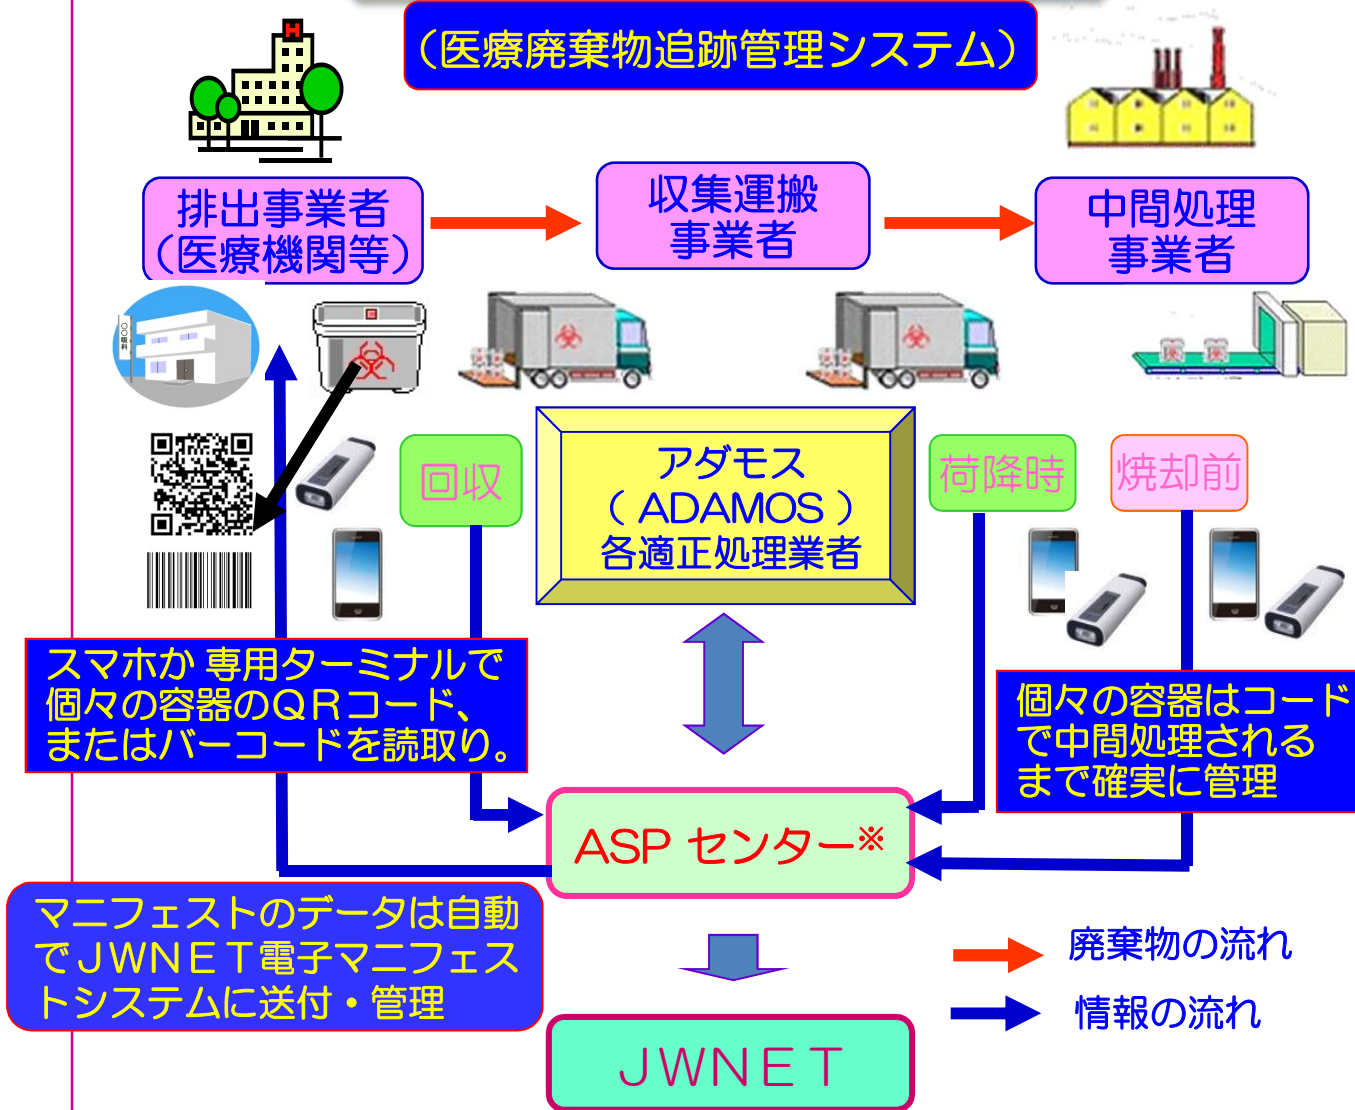 （医療廃棄物追跡管理システム）
排出事業者
（医療機関等）
収集運搬
事業者
中間処理
事業者
〇〇眼科
回収
アダモス
（ ADAMOS ）
各適正処理業者
荷降時
焼却前
スマホか 専用ターミナルで
個々の容器のＱＲコード、
またはバーコードを読取り。
個々の容器はコード
で中間処理される
まで確実に管理
ASP センター※
マニフェストのデータは自動
でＪＷＮＥＴ電子マニフェス
トシステムに送付・管理
廃棄物の流れ
情報の流れ
ＪＷＮＥＴ